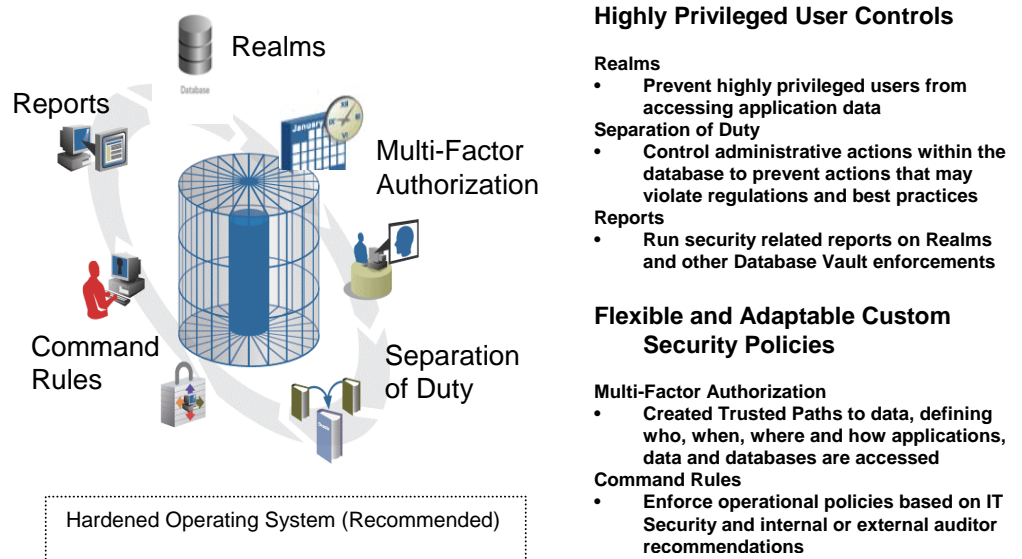 Realms
Database
Reports
January
Multi-Factor
Authorization
Command
Rules
Separation
of Duty
Hardened Operating System (Recommended)
Highly Privileged User Controls
Realms
• Prevent highly privileged users from
accessing application data
Separation of Duty
• Control administrative actions within the
database to prevent actions that may
violate regulations and best practices
Reports
• Run security related reports on Realms
and other Database Vault enforcements
Flexible and Adaptable Custom
Security Policies
Multi-Factor Authorization
• Created Trusted Paths to data, defining
who, when, where and how applications,
data and databases are accessed
Command Rules
• Enforce operational policies based on IT
Security and internal or external auditor
recommendations